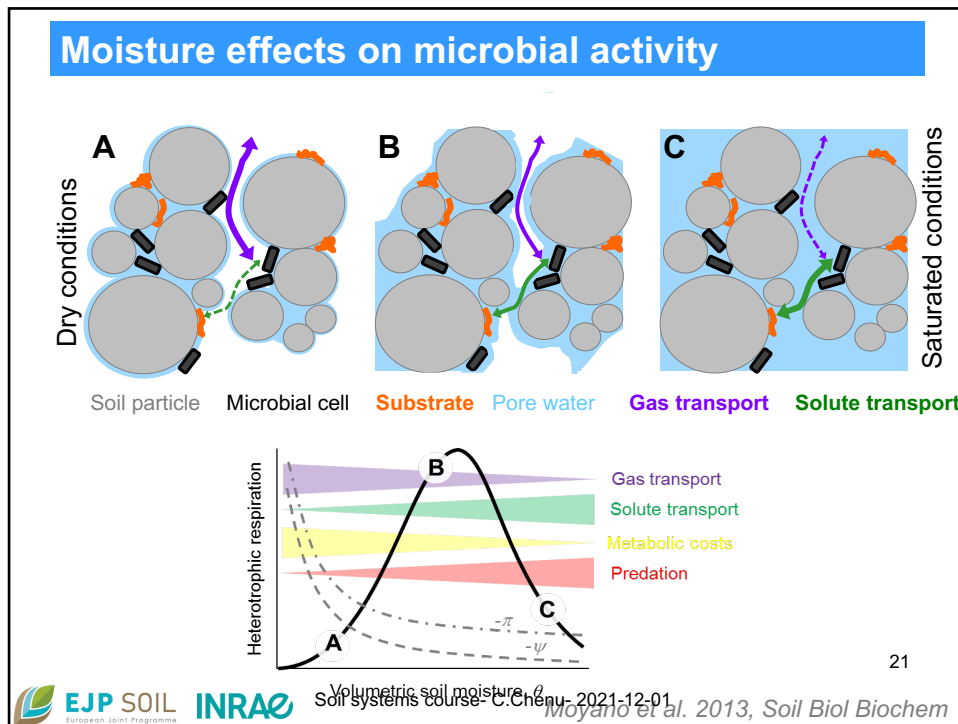 Moisture effects on microbial activity
A
B
C
Dry conditions
Saturated conditions
Soil particle Microbial cell Substrate Pore water Gas transport Solute transport
Heterotrophic respiration
B
A
C
-π
-ψ
Gas transport
Solute transport
Metabolic costs
Predation
Volumetric soil moisture, θ
21
EJP SOIL
European Joint Programme
INRAE
Soil systems course- C.Chenu- 2021-12-01
Moyano et al. 2013, Soil Biol Biochem